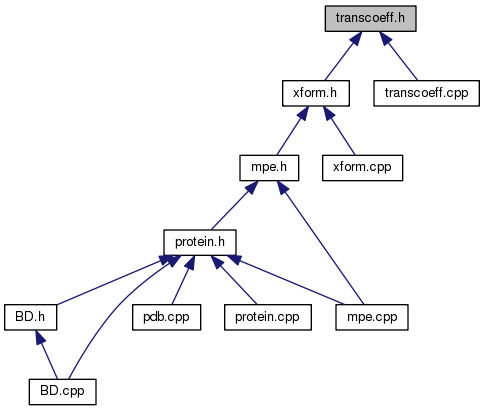 transcoeff.h
xform.h
transcoeff.cpp
mpe.h
xform.cpp
protein.h
BD.h
pdb.cpp
protein.cpp
mpe.cpp
BD.cpp